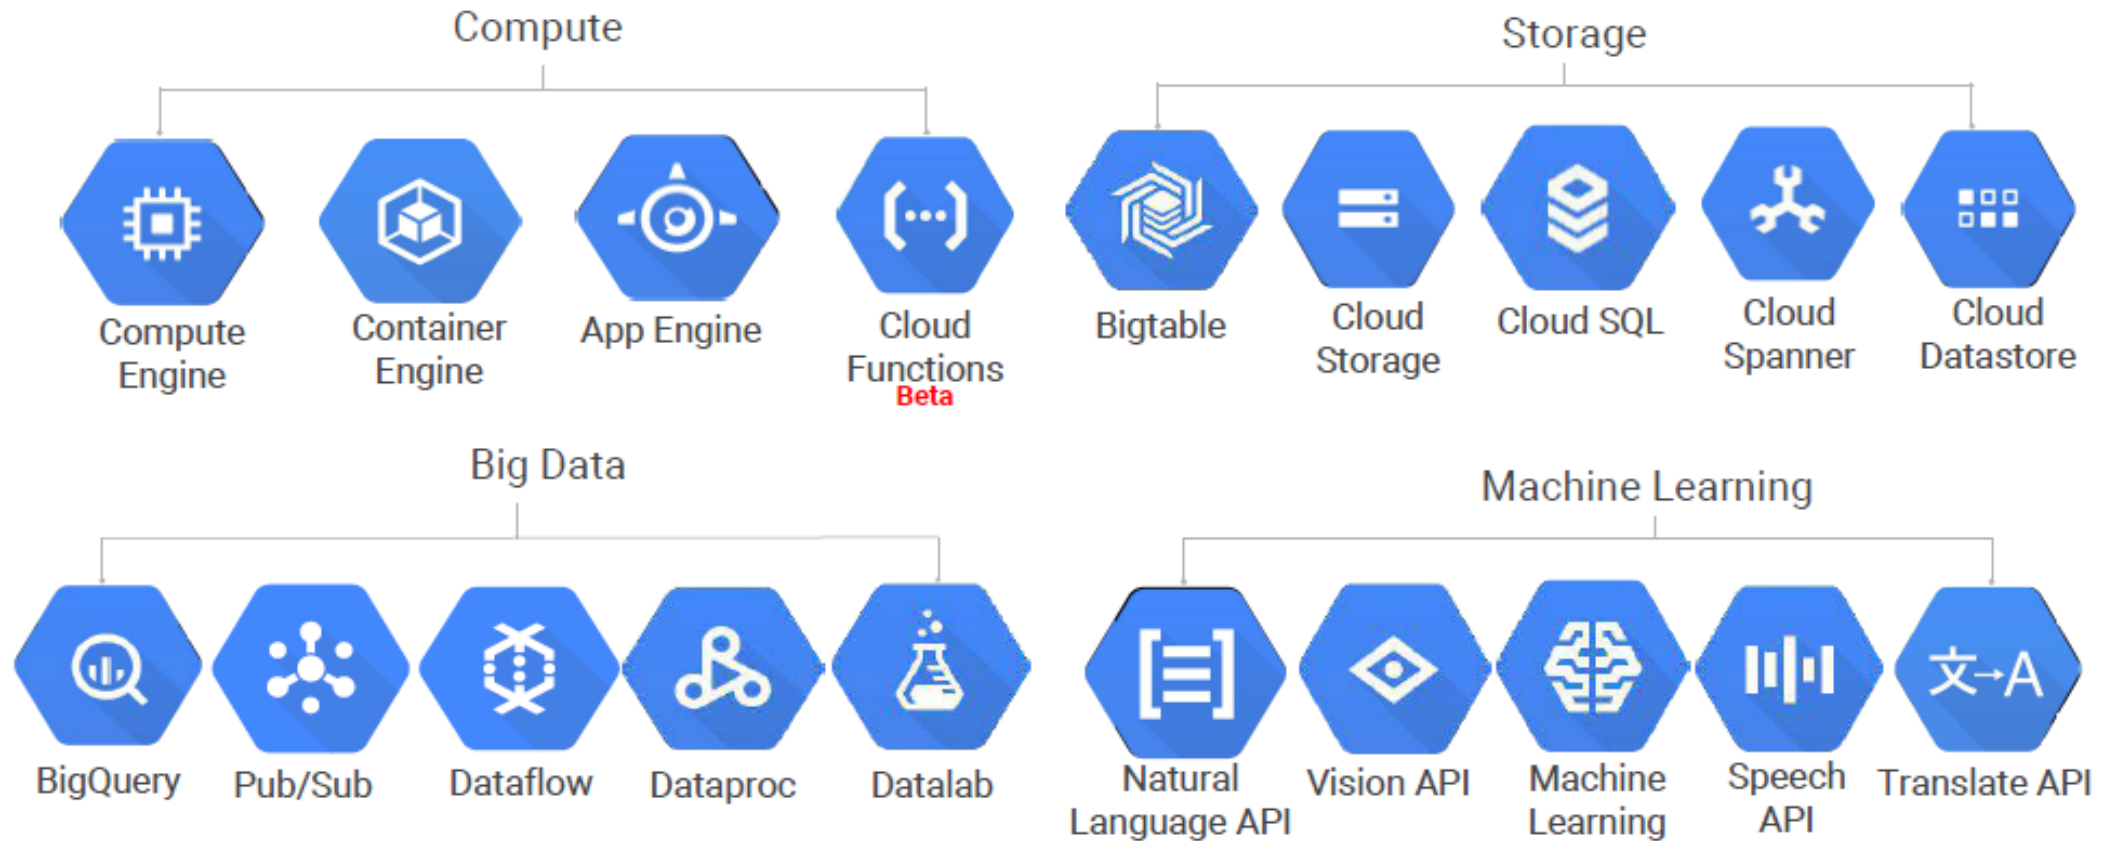 Compute
Compute
Engine
Container
Engine
App Engine
Cloud
Functions
Beta
Storage
Bigtable
Cloud
Storage
Cloud SQL
Cloud
Spanner
Cloud
Datastore
Big Data
BigQuery
Pub/Sub
Dataflow
Dataproc
Datalab
Machine Learning
文→A
Natural
Language API
Vision API
Machine
Learning
Speech
API
Translate API